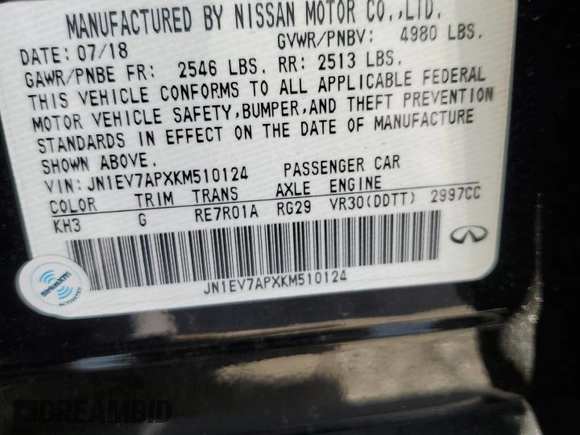 MANUFACTURED BY NISSAN MOTOR CO.,LTD.
DATE: 07/18 GVWR/PNBV: 4980 LBS.
GAWR/PNBE FR: 2546 LBS. RR: 2513 LBS.
THIS VEHICLE CONFORMS TO ALL APPLICABLE FEDERAL
MOTOR VEHICLE SAFETY,BUMPER,AND THEFT PREVENTION
STANDARDS IN EFFECT ON THE DATE OF MANUFACTURE
SHOWN ABOVE.
VIN: JN1EV7APXKM510124 PASSENGER CAR
COLOR TRIM TRANS AXLE ENGINE
KH3 G RE7R01A RG29 VR30(DDTT) 2997CC
JN1EV7APXKM510124
SiriusXM
ACTIVATED
DREAMBID